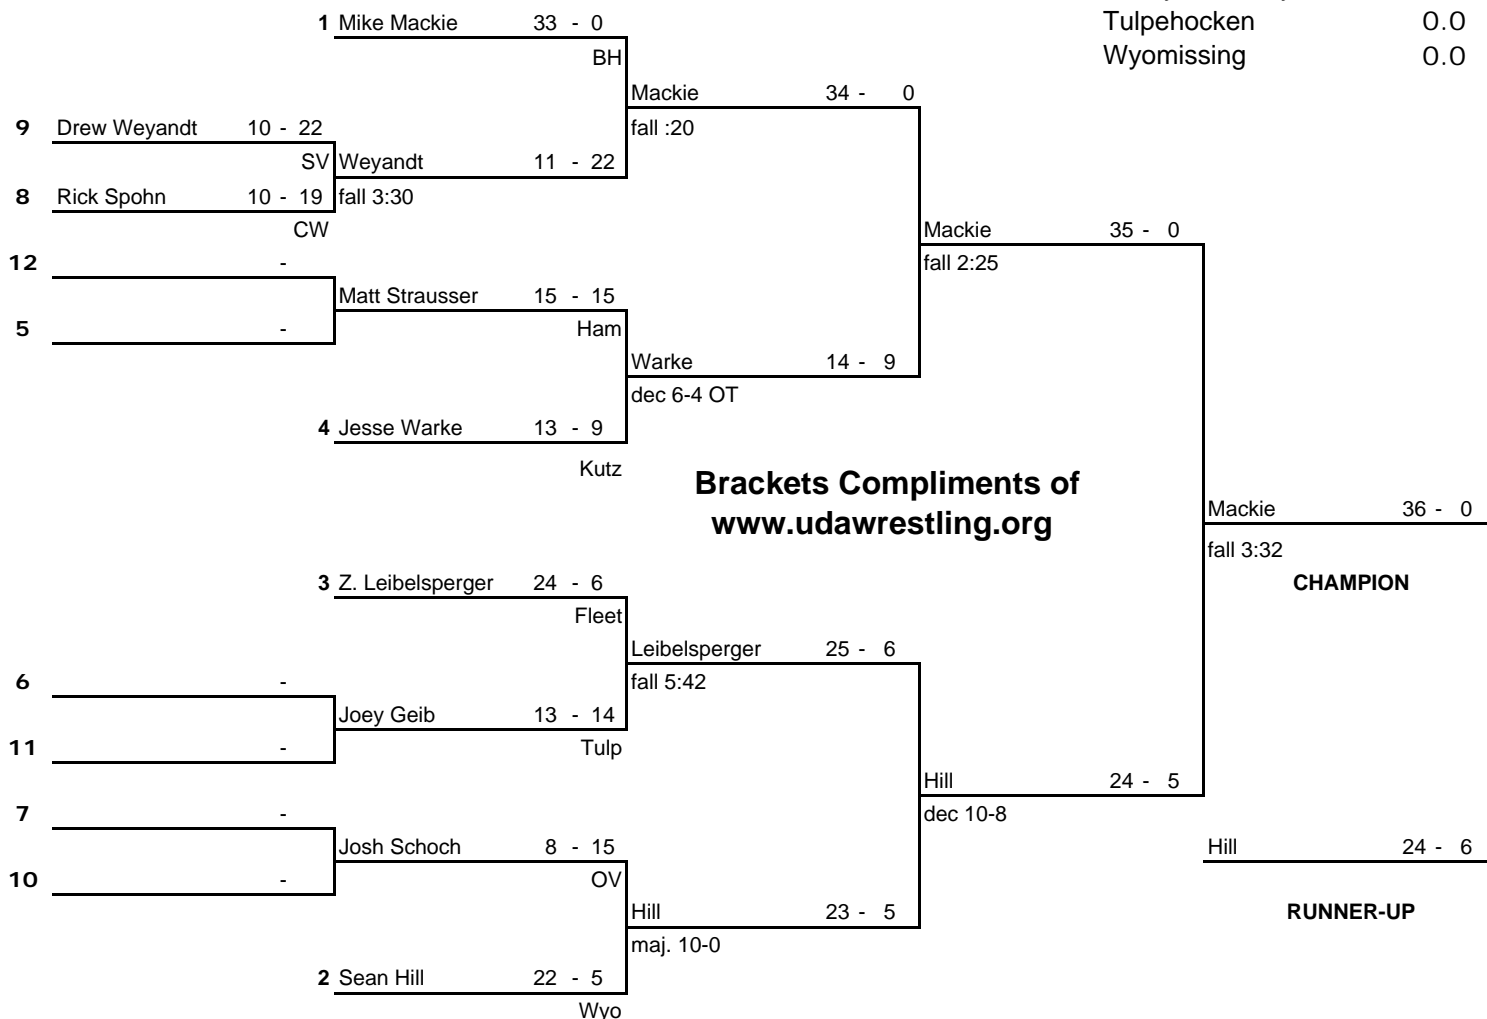 Tulpehocken 0.0
1 Mike Mackie 33 - 0
Wyomissing 0.0
BH
Mackie 34 - 0
9 Drew Weyandt 10 - 22
fall :20
SV Weyandt 11 - 22
8 Rick Spohn 10 - 19 fall 3:30
CW
Mackie 35 - 0
12 -
fall 2:25
Matt Strausser 15 - 15
5 -
Ham
Warke 14 - 9
dec 6-4 OT
4 Jesse Warke 13 - 9
Kutz
Brackets Compliments of
www.udawrestling.org
Mackie 36 - 0
fall 3:32
3 Z. Leibelsperger 24 - 6
CHAMPION
Fleet
Leibelsperger 25 - 6
6 -
fall 5:42
Joey Geib 13 - 14
11 -
Tulp
Hill 24 - 5
7 -
dec 10-8
Josh Schoch 8 - 15
Hill 24 - 6
10 -
OV
Hill 23 - 5
RUNNER-UP
maj. 10-0
2 Sean Hill 22 - 5
Wyo